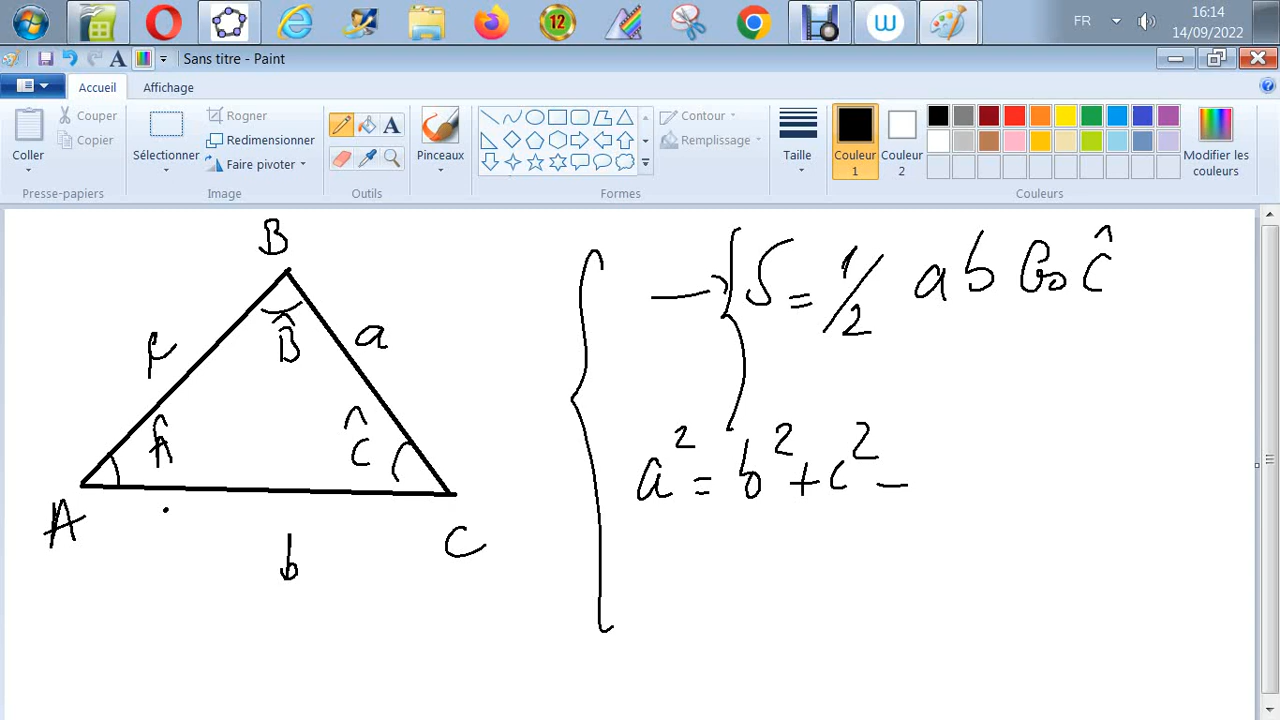 12
W
FR
16:14
14/09/2022
Sans titre - Paint
Accueil
Affichage
Coller
Couper
Copier
Presse-papiers
Sélectionner
Rogner
Redimensionner
Faire pivoter
Image
A
Outils
Pinceaux
Contour
Remplissage
Formes
Taille
Couleur
1
Couleur
2
Modifier les
couleurs
Couleurs
B
B̂
a
Â
Ĉ
A
b
C
S = 1/2 a b Cos ĉ
a² = b² + c² −